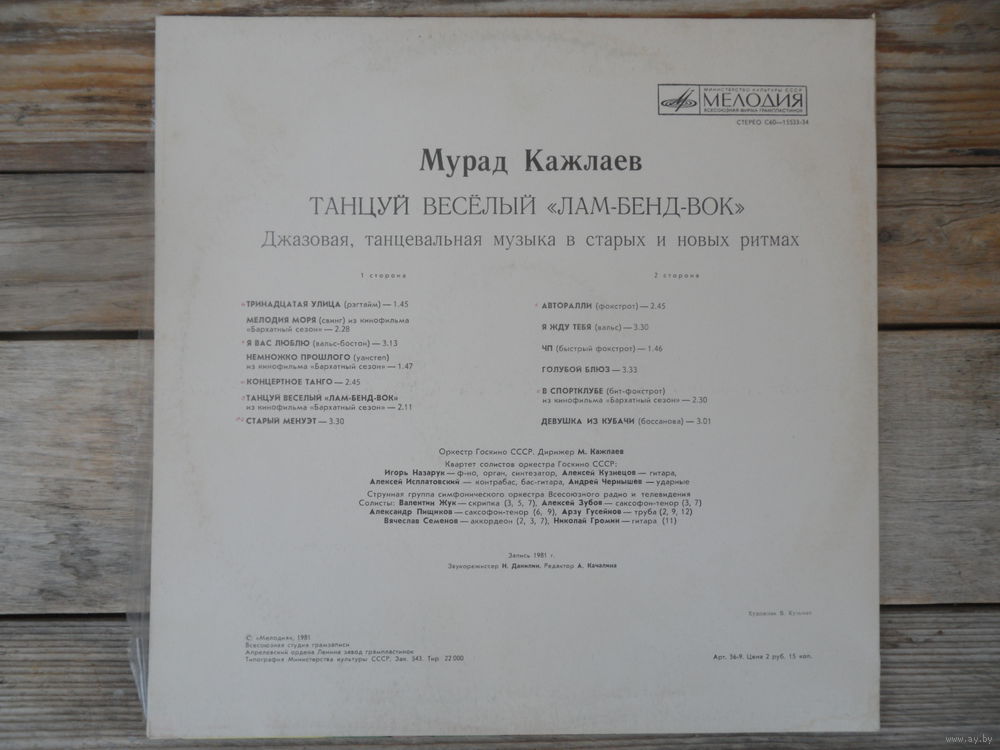 МИНИСТЕРСТВО КУЛЬТУРЫ СССР
МЕЛОДИЯ
ВСЕСОЮЗНАЯ ФИРМА ГРАМПЛАСТИНОК
СТЕРЕО С60—15533-34
Мурад Кажлаев
ТАНЦУЙ ВЕСЁЛЫЙ «ЛАМ-БЕНД-ВОК»
Джазовая, танцевальная музыка в старых и новых ритмах
1 сторона
ТРИНАДЦАТАЯ УЛИЦА (рэгтайм) — 1.45
МЕЛОДИЯ МОРЯ (свинг) из кинофильма
«Бархатный сезон» — 2.28
Я ВАС ЛЮБЛЮ (вальс-бостон) — 3.13
НЕМНОЖКО ПРОШЛОГО (уанстеп)
из кинофильма «Бархатный сезон» — 1.47
КОНЦЕРТНОЕ ТАНГО — 2.45
ТАНЦУЙ ВЕСЕЛЫЙ «ЛАМ-БЕНД-ВОК»
из кинофильма «Бархатный сезон» — 2.11
СТАРЫЙ МЕНУЭТ — 3.30
2 сторона
АВТОРАЛЛИ (фокстрот) — 2.45
Я ЖДУ ТЕБЯ (вальс) — 3.30
ЧП (быстрый фокстрот) — 1.46
ГОЛУБОЙ БЛЮЗ — 3.33
В СПОРТКЛУБЕ (бит-фокстрот)
из кинофильма «Бархатный сезон» — 2.30
ДЕВУШКА ИЗ КУБАЧИ (боссанова) — 3.01
Оркестр Госкино СССР. Дирижер М. Кажлаев
Квартет солистов оркестра Госкино СССР:
Игорь Назарук — ф-но, орган, синтезатор, Алексей Кузнецов — гитара,
Алексей Исплатовский — контрабас, бас-гитара, Андрей Чернышев — ударные
Струнная группа симфонического оркестра Всесоюзного радио и телевидения
Солисты: Валентин Жук — скрипка (3, 5, 7), Алексей Зубов — саксофон-тенор (3, 7)
Александр Пищиков — саксофон-тенор (6, 9), Арзу Гусейнов — труба (2, 9, 12)
Вячеслав Семенов — аккордеон (2, 3, 7), Николай Громин — гитара (11)
Запись 1981 г.
Звукорежиссер Н. Данилин. Редактор А. Качалина
Художник В. Кузьмин
© «Мелодия», 1981
Всесоюзная студия грамзаписи
Апрелевский ордена Ленина завод грампластинок
Типография Министерства культуры СССР. Зак. 543. Тир. 22 000
Арт. 36-9. Цена 2 руб. 15 коп.
www.ay.by